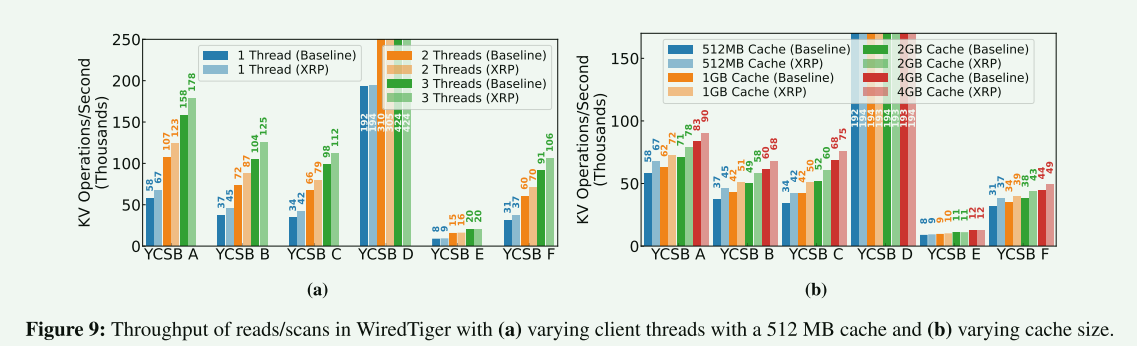 KV Operations/Second
(Thousands)
250
200
150
100
50
0
1 Thread (Baseline)
1 Thread (XRP)
2 Threads (Baseline)
2 Threads (XRP)
3 Threads (Baseline)
3 Threads (XRP)
58 67 107 123 158 178
37 45 72 87 104 125
34 42 66 79 98 112
192 194 310 305 424 424
8 9 15 16 20 20
31 37 60 70 91 106
YCSB A YCSB B YCSB C YCSB D YCSB E YCSB F
(a)
KV Operations/Second
(Thousands)
150
100
50
0
512MB Cache (Baseline)
512MB Cache (XRP)
1GB Cache (Baseline)
1GB Cache (XRP)
2GB Cache (Baseline)
2GB Cache (XRP)
4GB Cache (Baseline)
4GB Cache (XRP)
58 67 62 72 71 78 83 90
37 45 42 51 49 58 60 68
34 42 42 50 52 60 68 75
192 194 194 193 194 193 193 194
8 9 9 10 11 11 12 12
31 37 34 39 38 43 44 49
YCSB A YCSB B YCSB C YCSB D YCSB E YCSB F
(b)
Figure 9: Throughput of reads/scans in WiredTiger with (a) varying client threads with a 512 MB cache and (b) varying cache size.